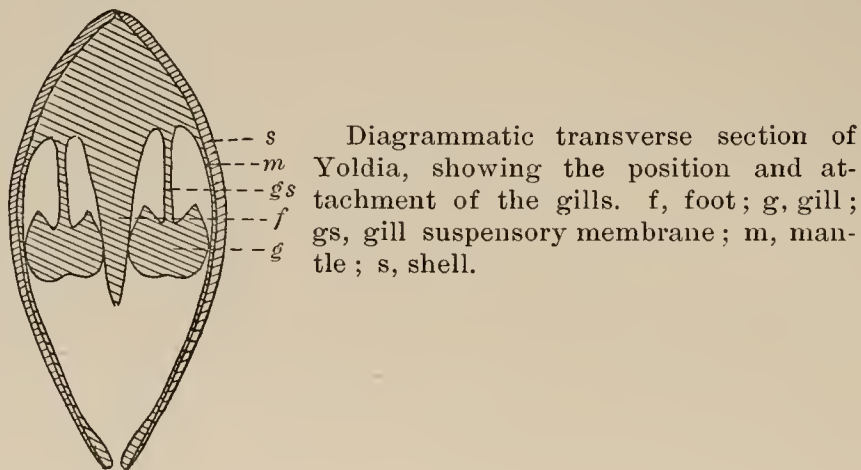 s
m
gs
f
g
Diagrammatic transverse section of
Yoldia, showing the position and at-
tachment of the gills. f, foot; g, gill;
gs, gill suspensory membrane; m, man-
tle; s, shell.